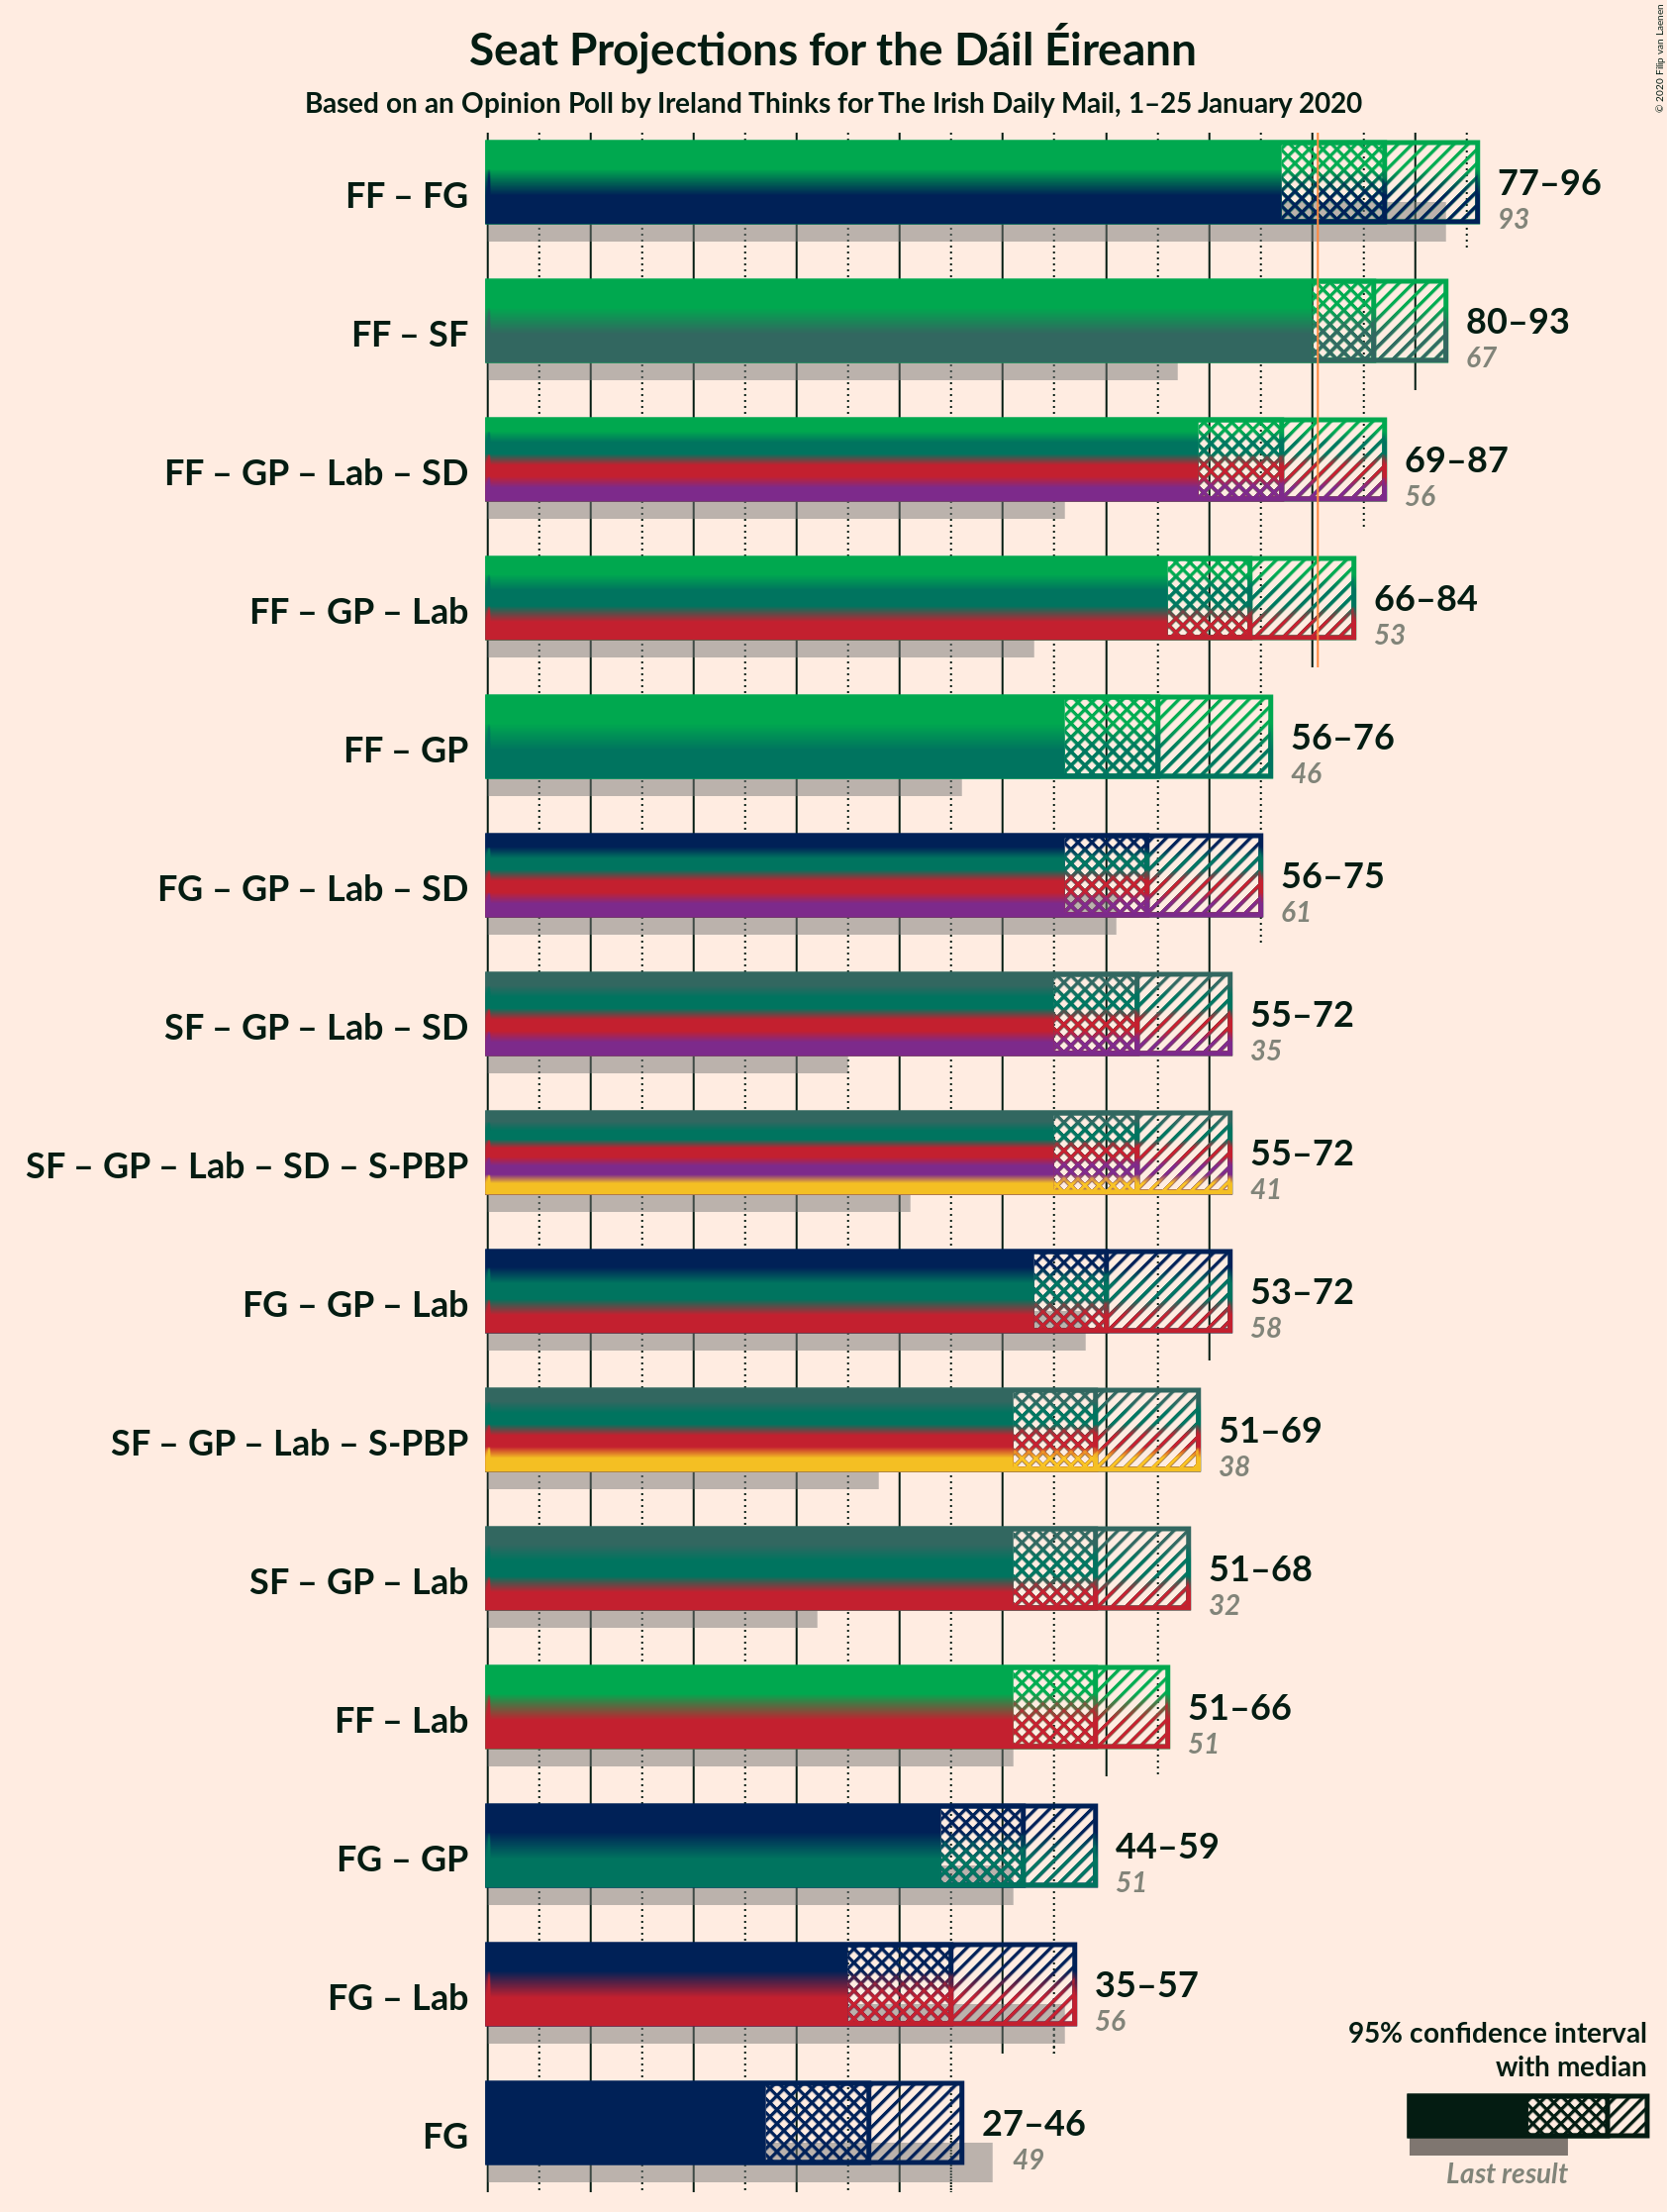 Seat Projections for the Dáil Éireann
Based on an Opinion Poll by Ireland Thinks for The Irish Daily Mail, 1–25 January 2020
© 2020 Filip van Laenen
FF – FG
77–96
93
FF – SF
80–93
67
FF – GP – Lab – SD
69–87
56
FF – GP – Lab
66–84
53
FF – GP
56–76
46
FG – GP – Lab – SD
56–75
61
SF – GP – Lab – SD
55–72
35
SF – GP – Lab – SD – S-PBP
55–72
41
FG – GP – Lab
53–72
58
SF – GP – Lab – S-PBP
51–69
38
SF – GP – Lab
51–68
32
FF – Lab
51–66
51
FG – GP
44–59
51
FG – Lab
35–57
56
FG
27–46
49
95% confidence interval
with median
Last result